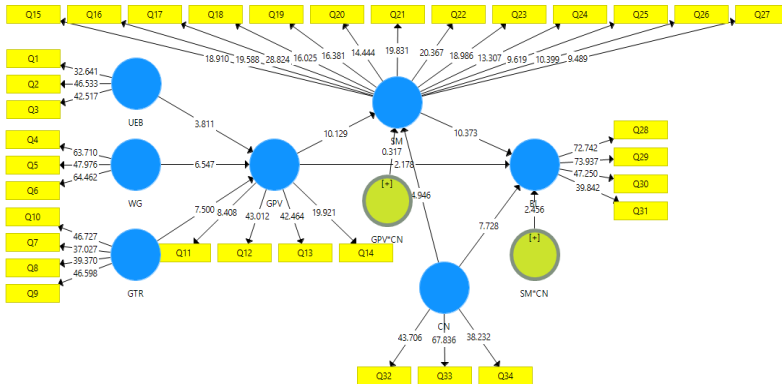 Q15 Q16 Q17 Q18 Q19 Q20 Q21 Q22 Q23 Q24 Q25 Q26 Q27
18.910 19.588 28.824 16.025 16.381 14.444 19.831 20.367 18.986 13.307 9.619 10.399 9.489
Q1
Q2
Q3
32.641
46.533
42.517
UEB
3.811
Q4
Q5
Q6
63.710
47.976
64.462
WG
6.547
Q10
Q7
Q8
Q9
46.727
37.027
39.370
46.598
GTR
7.500
GPV
8.408 43.012 42.464 19.921
Q11 Q12 Q13 Q14
10.129
SM
0.317
[+]
GPV*CN
2.178
10.373
4.946
7.728
2.456
[+]
SM*CN
72.742
73.937
47.250
39.842
Q28
Q29
Q30
Q31
CN
43.706 67.836 38.232
Q32 Q33 Q34